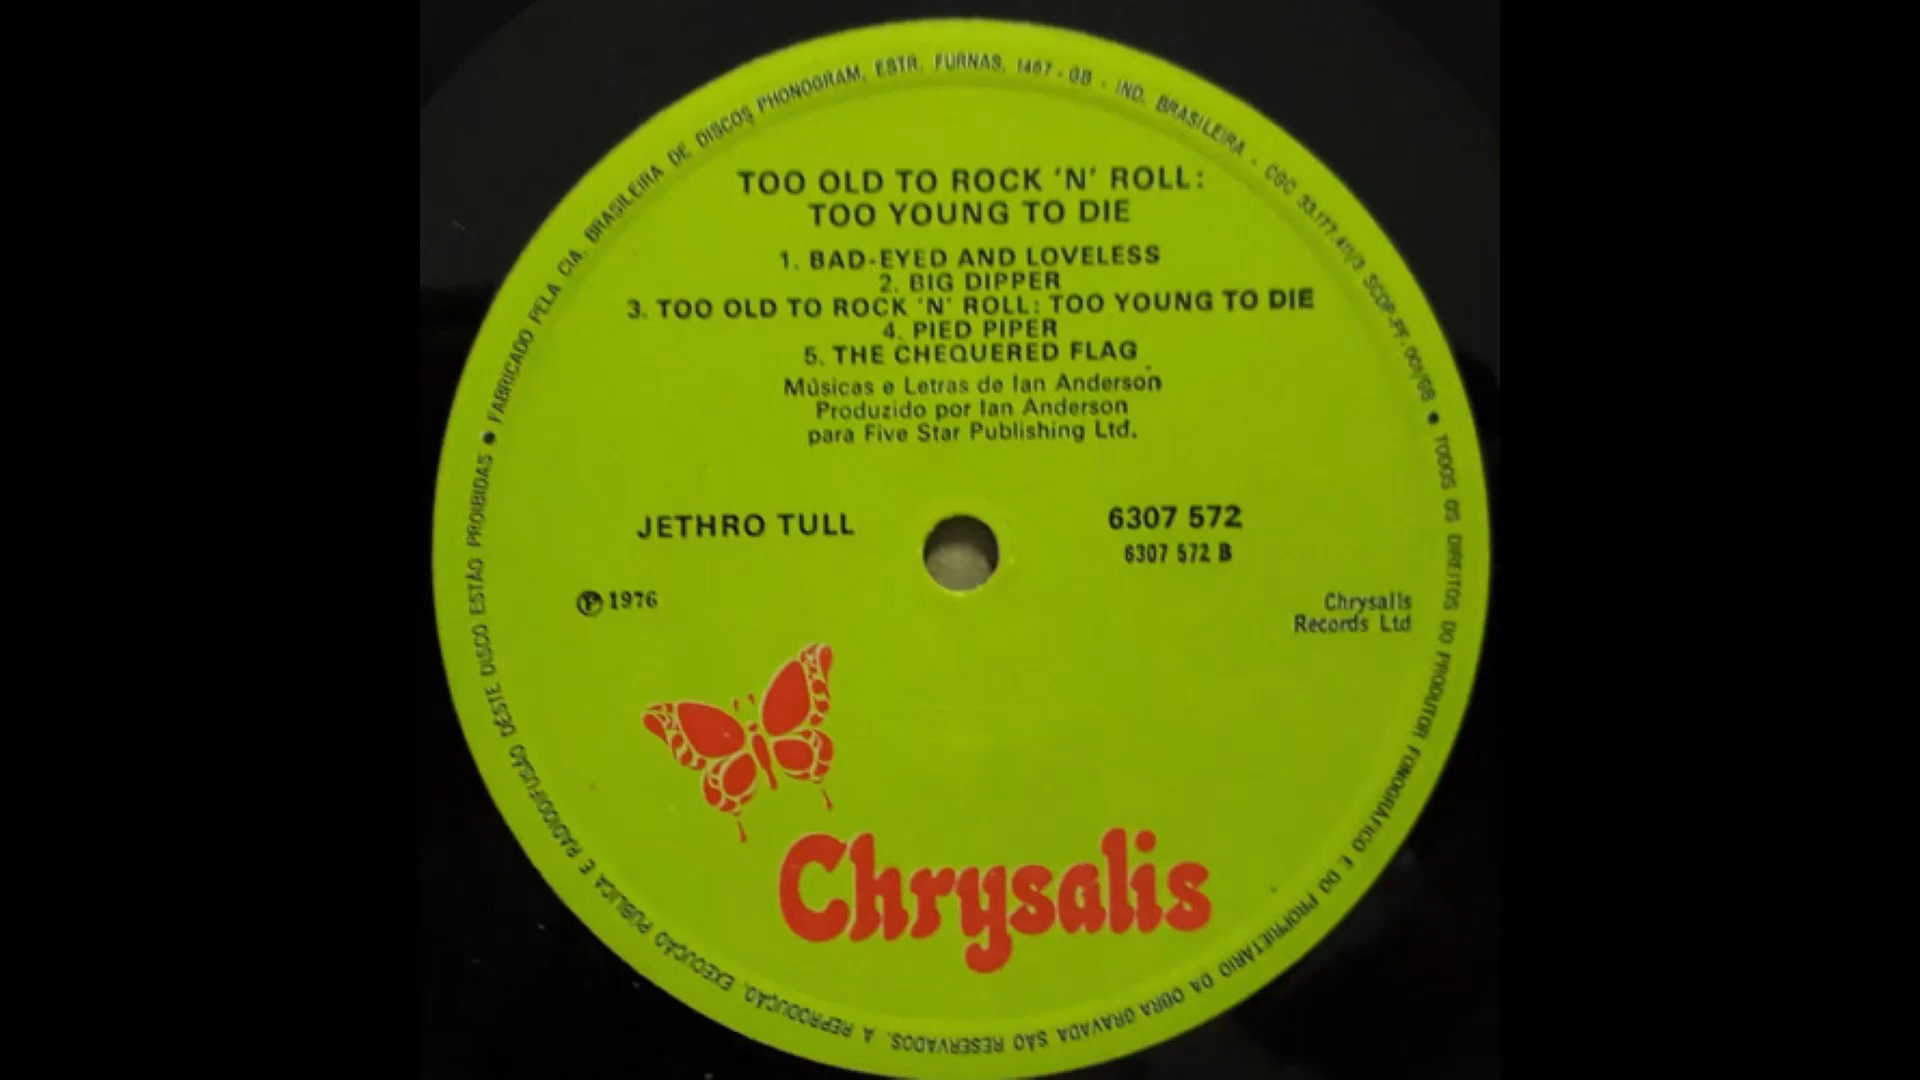 FABRICADO PELA CIA. BRASILEIRA DE DISCOS PHONOGRAM, ESTR. FURNAS, 1467 - GB - IND. BRASILEIRA - CGC 33.177.411/3 SCDP-PF-001/GB ● TODOS OS DIREITOS DO PRODUTOR FONOGRÁFICO E DO PROPRIETÁRIO DA OBRA GRAVADA SÃO RESERVADOS. A REPRODUÇÃO, EXECUÇÃO PÚBLICA E RADIODIFUSÃO DÊSTE DISCO ESTÃO PROIBIDAS ●
TOO OLD TO ROCK 'N' ROLL:
TOO YOUNG TO DIE
1. BAD-EYED AND LOVELESS
2. BIG DIPPER
3. TOO OLD TO ROCK 'N' ROLL: TOO YOUNG TO DIE
4. PIED PIPER
5. THE CHEQUERED FLAG
Músicas e Letras de Ian Anderson
Produzido por Ian Anderson
para Five Star Publishing Ltd.
JETHRO TULL
6307 572
6307 572 B
Ⓟ 1976
Chrysalis
Records Ltd
Chrysalis